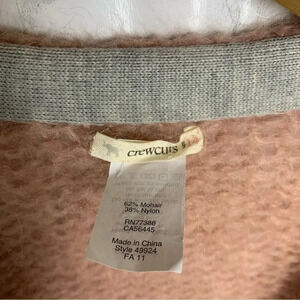 crewcuts
62% Mohair
38% Nylon
RN77388
CA56445
Made in China
Style 49924
FA 11